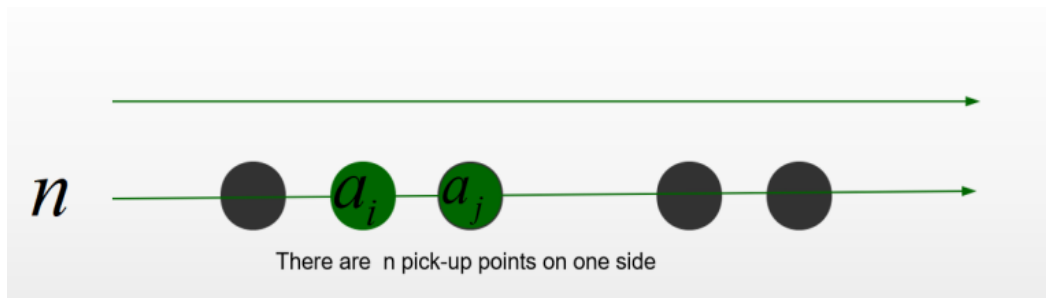 n
a_i a_j
There are n pick-up points on one side